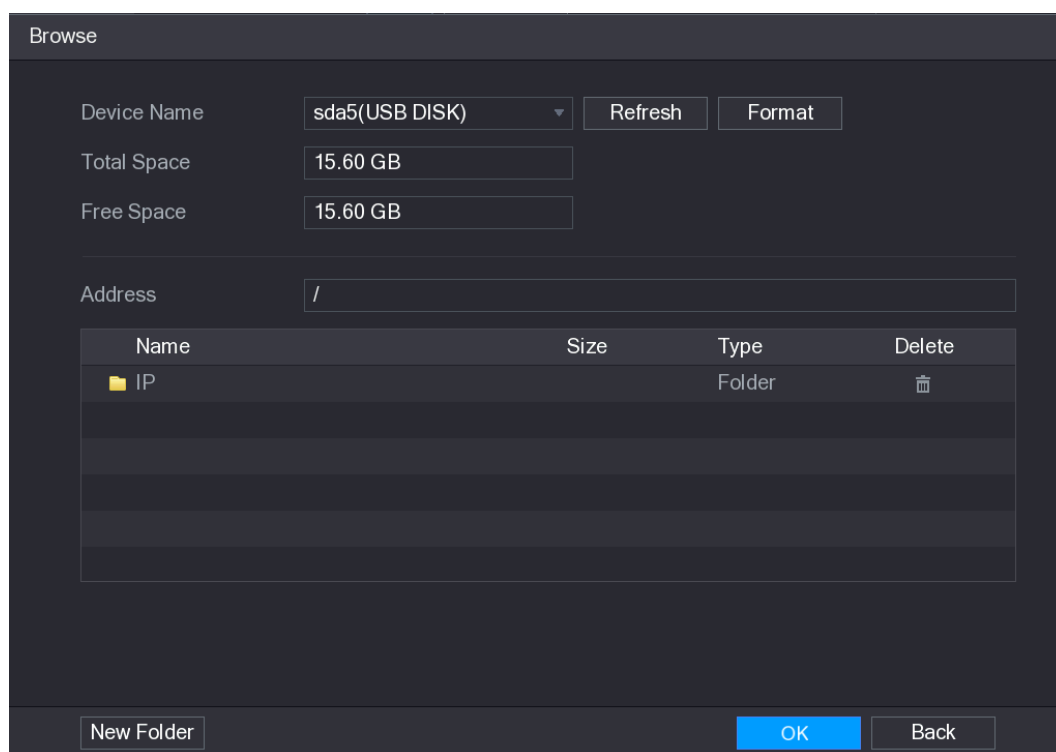 Browse
Device Name sda5(USB DISK) Refresh Format
Total Space 15.60 GB
Free Space 15.60 GB
Address /
Name Size Type Delete
IP Folder
New Folder OK Back